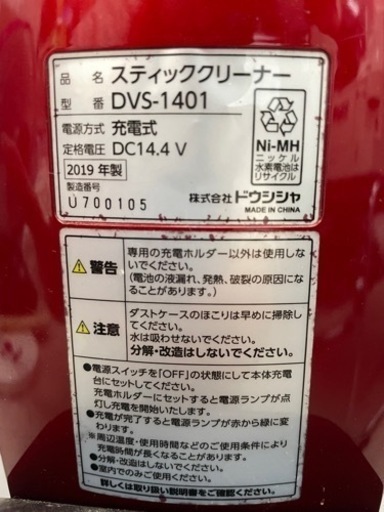 品 名 スティッククリーナー
型 番 DVS-1401
電源方式 充電式
定格電圧 DC14.4 V
2019 年製
製造番号
U700105
Ni-MH
ニッケル
水素電池は
リサイクル
株式会社 ドウシシャ
MADE IN CHINA
警告
専用の充電ホルダー以外は使用しな
いでください。
(電池の液漏れ、発熱、破裂の原因に
なることがあります。)
注意
ダストケースのほこりは早めに掃除し
てください。
水は吸わせないでください。
分解・改造はしないでください。
●電源スイッチを「OFF」の状態にして本体充電
台にセットしてください。
充電ホルダーにセットすると電源ランプが点
灯し充電を開始いたします。
●充電が完了すると電源ランプが赤から緑に変
わります。
※周辺温度・使用時間などのご使用条件により
充電時間が長くなることがあります。
●分解・改造はしないでください。
●室内でのみご使用ください。
詳しくは取り扱い説明書をご確認ください。